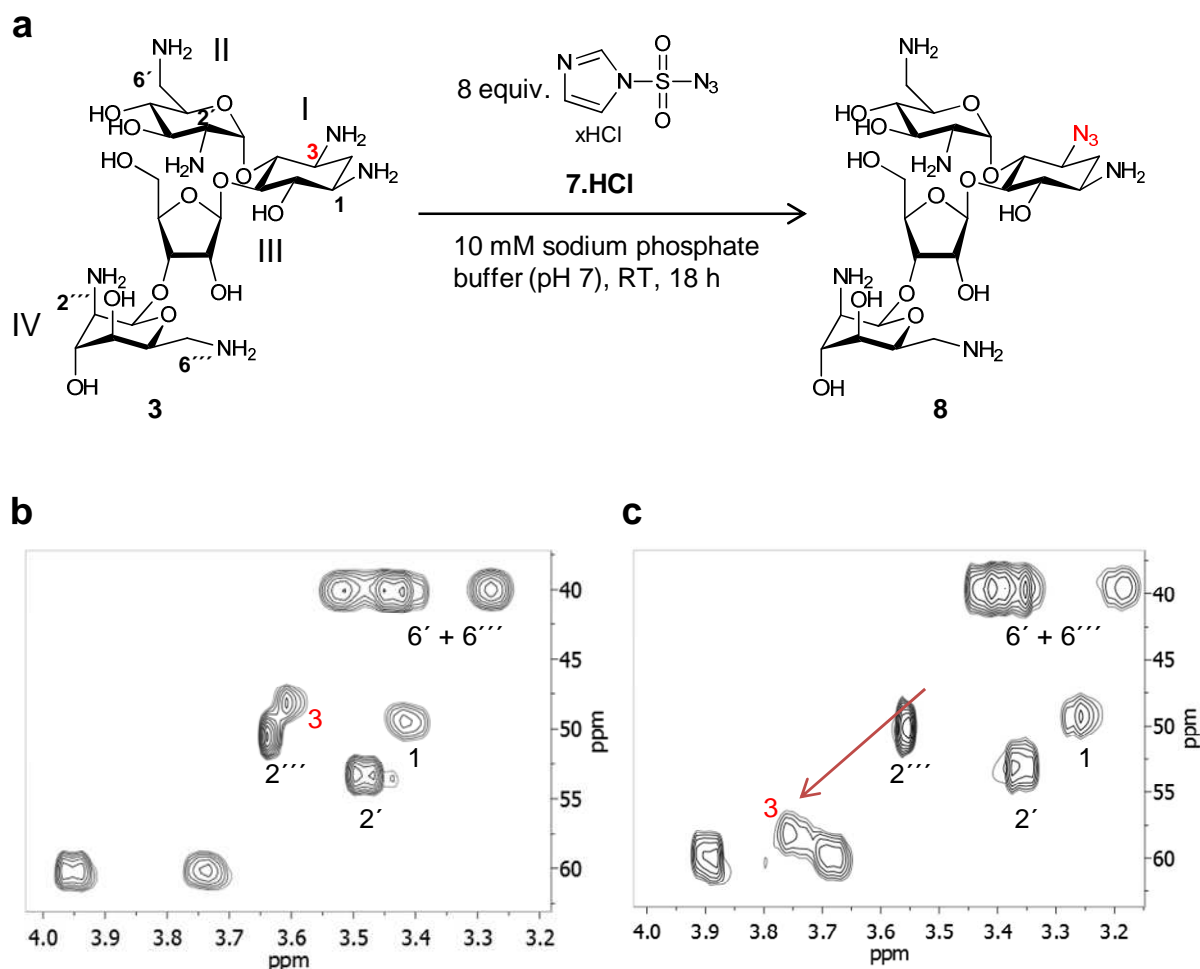 a
NH₂
II
6´
O
HO
HO
2´
I
NH₂
3
HO
H₂N
O
NH₂
O
O
HO
1
III
NH₂
OH
2´´´
O
OH
IV
O
NH₂
6´´´
OH
3
8 equiv.
N
N
O
S
N₃
O
xHCl
7.HCl
10 mM sodium phosphate
buffer (pH 7), RT, 18 h
NH₂
O
HO
HO
N₃
HO
H₂N
O
NH₂
O
O
HO
NH₂
OH
O
OH
O
NH₂
OH
8
b
6´ + 6´´´
3
2´´´
1
2´
40
45
50
55
60
ppm
4.0 3.9 3.8 3.7 3.6 3.5 3.4 3.3 3.2
ppm
c
6´ + 6´´´
2´´´
1
3
2´
40
45
50
55
60
ppm
4.0 3.9 3.8 3.7 3.6 3.5 3.4 3.3 3.2
ppm